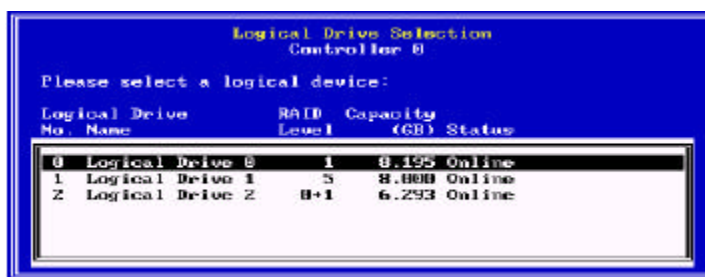 Logical Drive Selection
Controller 0
Please select a logical device:
Logical Drive RAID Capacity
No. Name Level (GB) Status
0 Logical Drive 0 1 8.195 Online
1 Logical Drive 1 5 8.800 Online
2 Logical Drive 2 0+1 6.293 Online